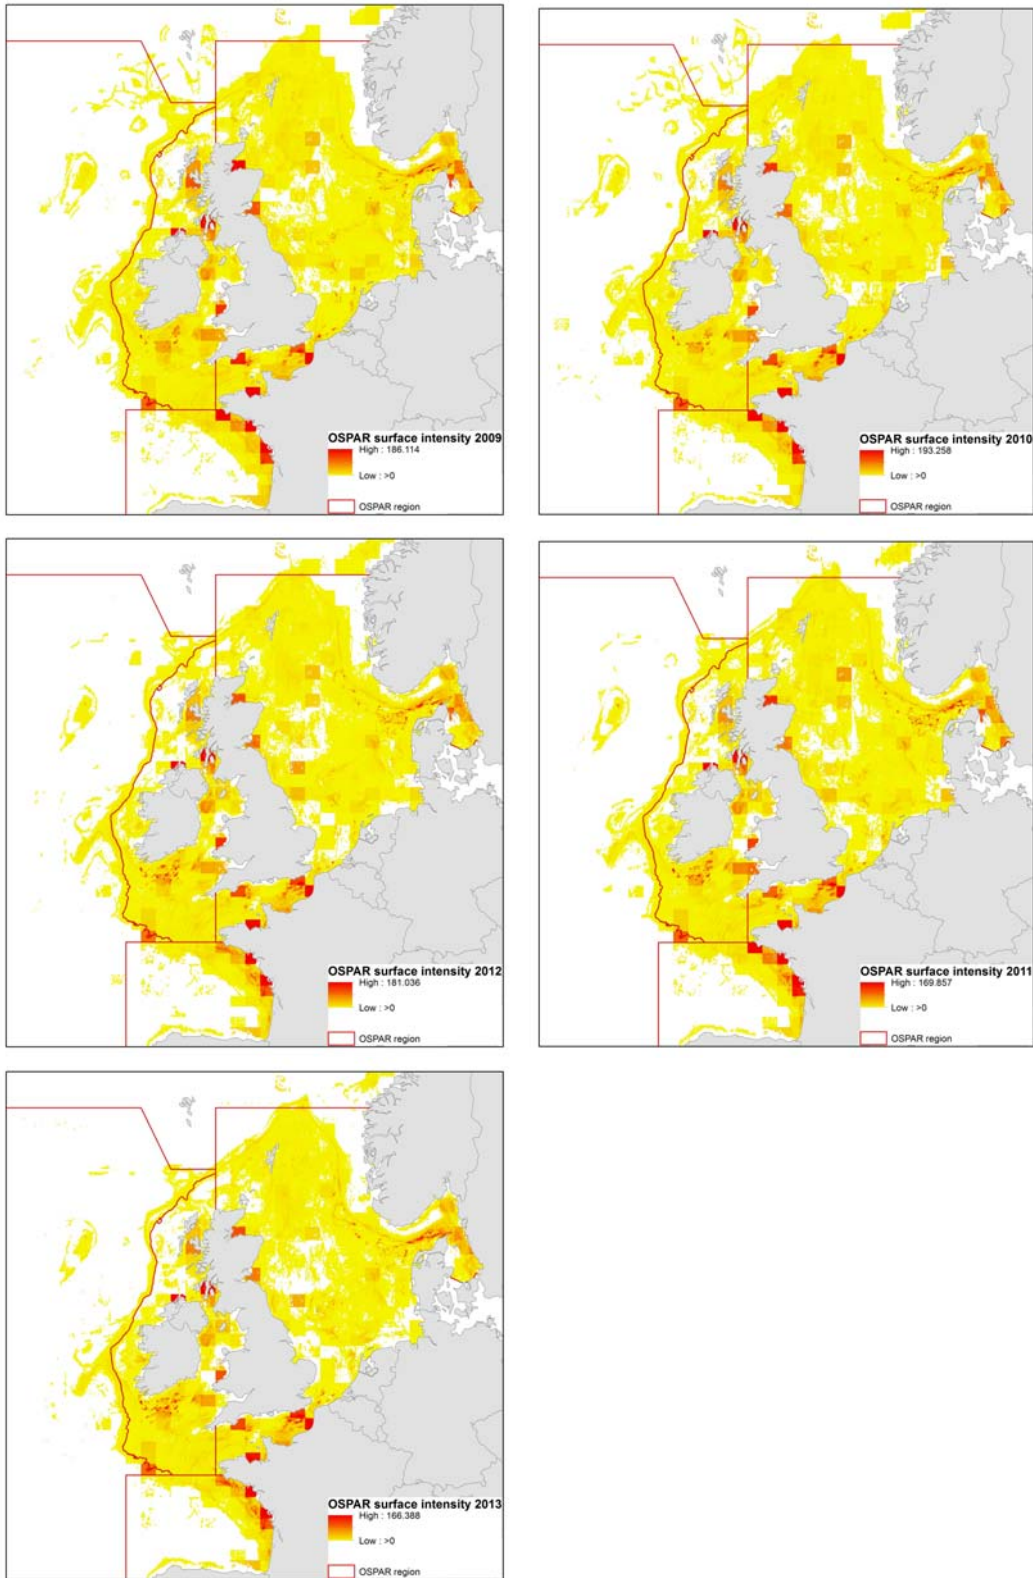 OSPAR surface intensity 2009
High : 186.114
Low : >0
OSPAR region
OSPAR surface intensity 2010
High : 193.258
Low : >0
OSPAR region
OSPAR surface intensity 2012
High : 181.036
Low : >0
OSPAR region
OSPAR surface intensity 2011
High : 169.857
Low : >0
OSPAR region
OSPAR surface intensity 2013
High : 166.388
Low : >0
OSPAR region